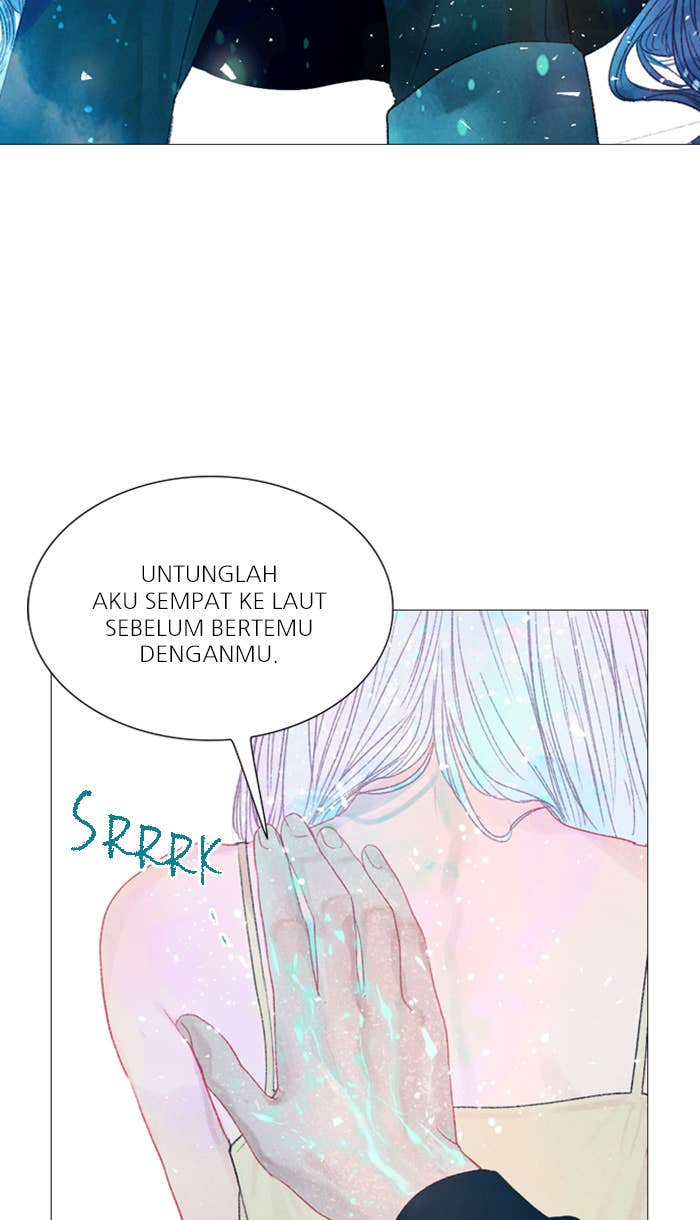 UNTUNGLAH
AKU SEMPAT KE LAUT
SEBELUM BERTEMU
DENGANMU.
SRRRK